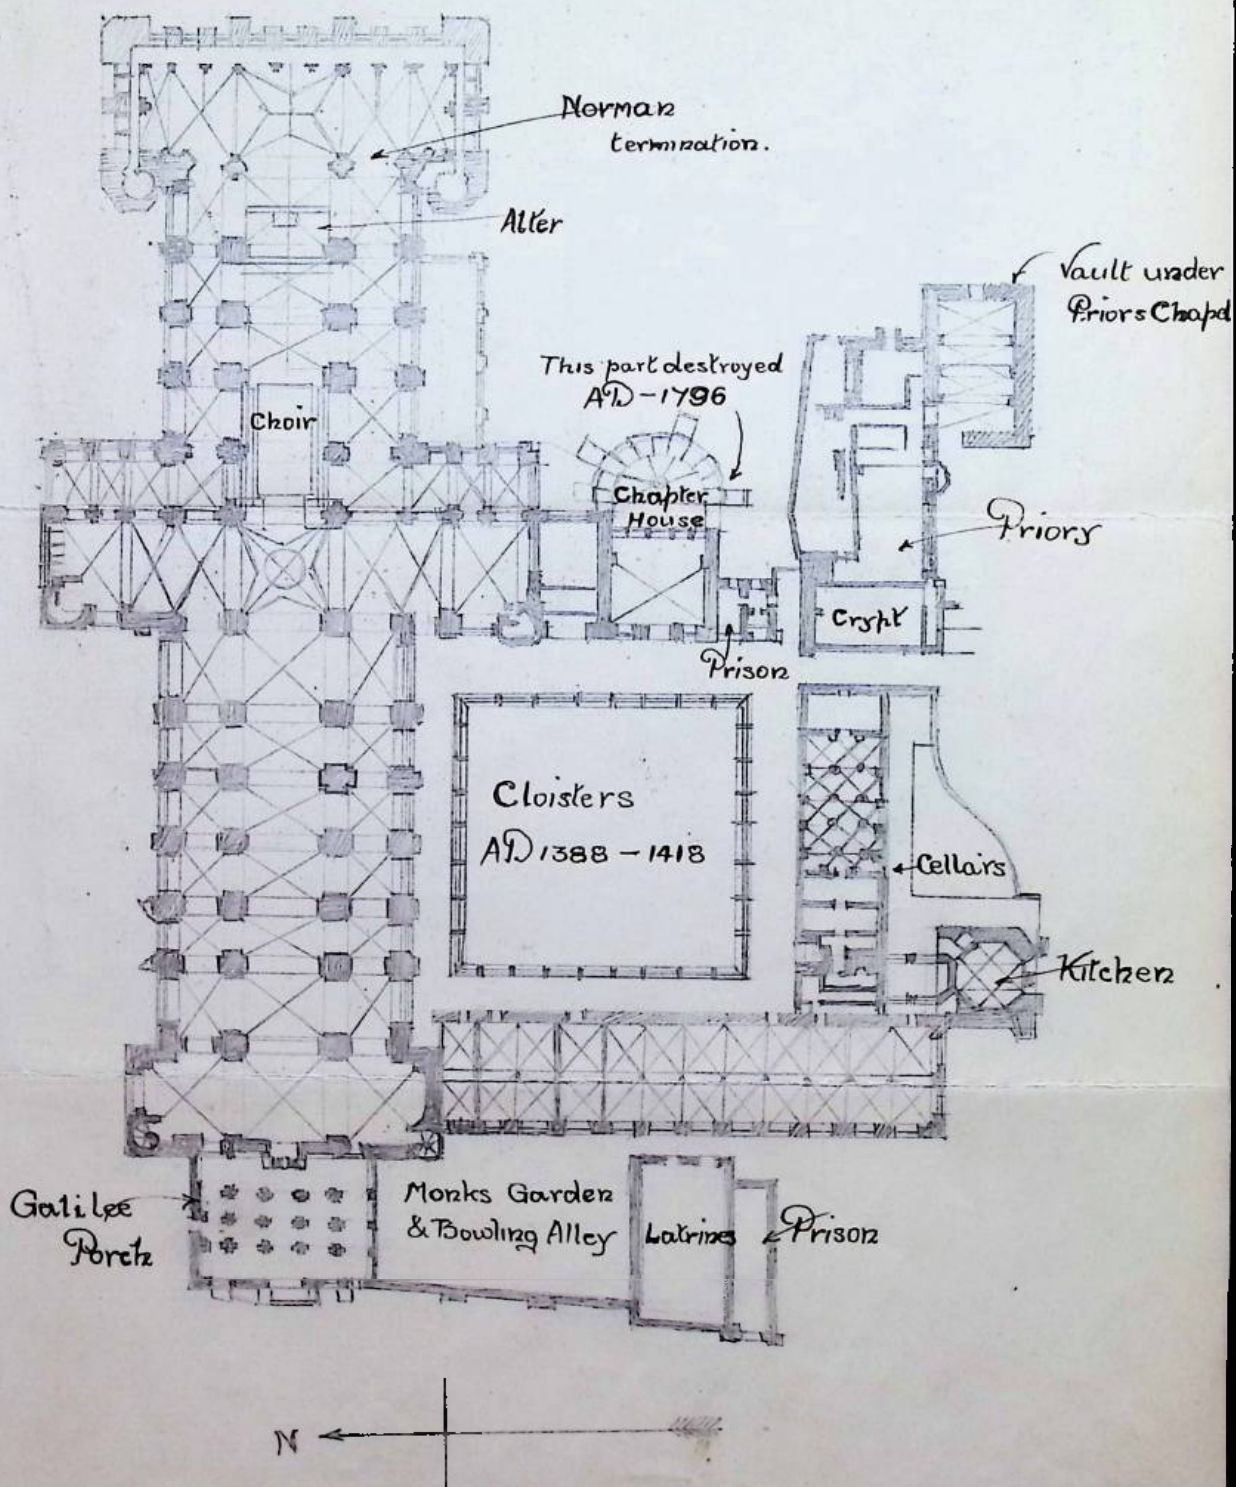 Norman
termination.
Alter
Vault under
Priors Chapel
This part destroyed
AD - 1796
Choir
Chapter
House
Priory
Crypt
Prison
Cloisters
AD 1388 - 1418
Cellars
Kitchen
Galilee
Porch
Monks Garden
& Bowling Alley
Latrines
Prison
N